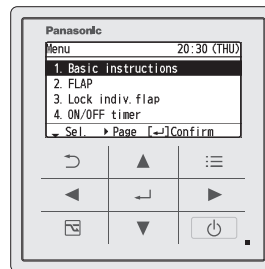 Panasonic
Menu 20:30 (THU)
1. Basic instructions
2. FLAP
3. Lock indiv.flap
4. ON/OFF timer
Sel. ▸ Page [↵]Confirm